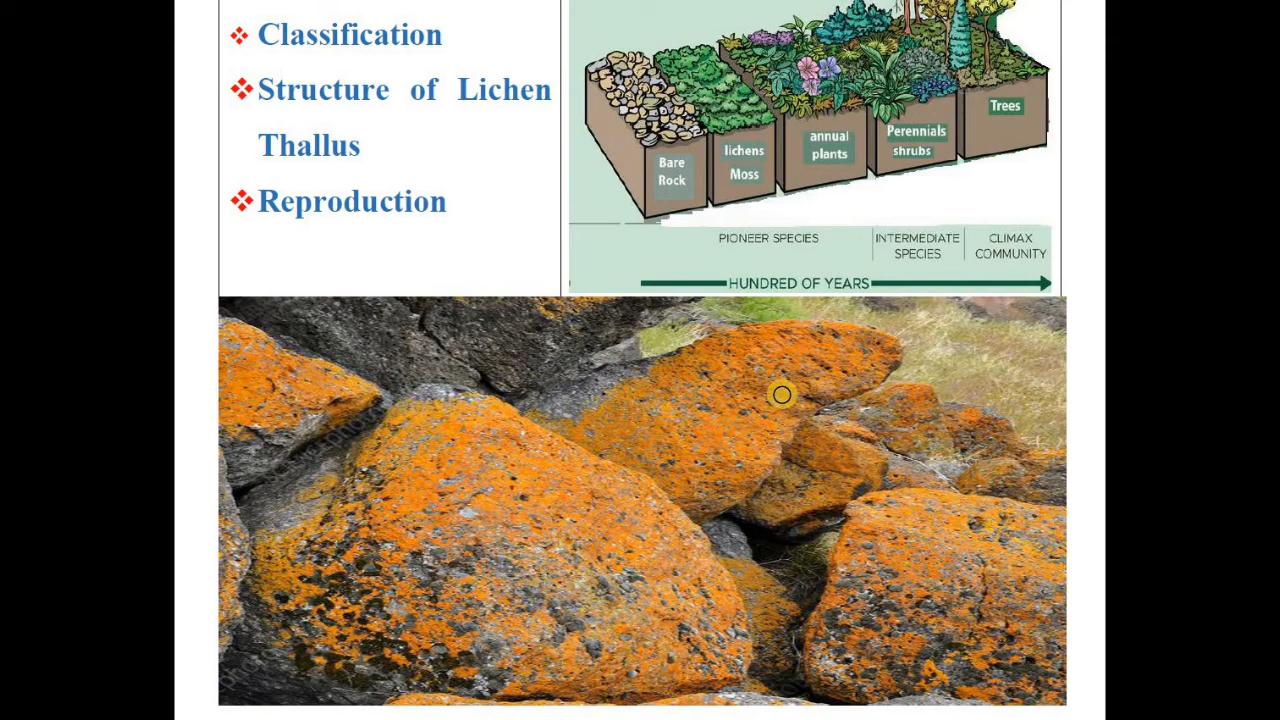 Classification
Structure of Lichen
Thallus
Reproduction
Bare
Rock
lichens
Moss
annual
plants
Perennials
shrubs
Trees
PIONEER SPECIES
INTERMEDIATE
SPECIES
CLIMAX
COMMUNITY
HUNDRED OF YEARS